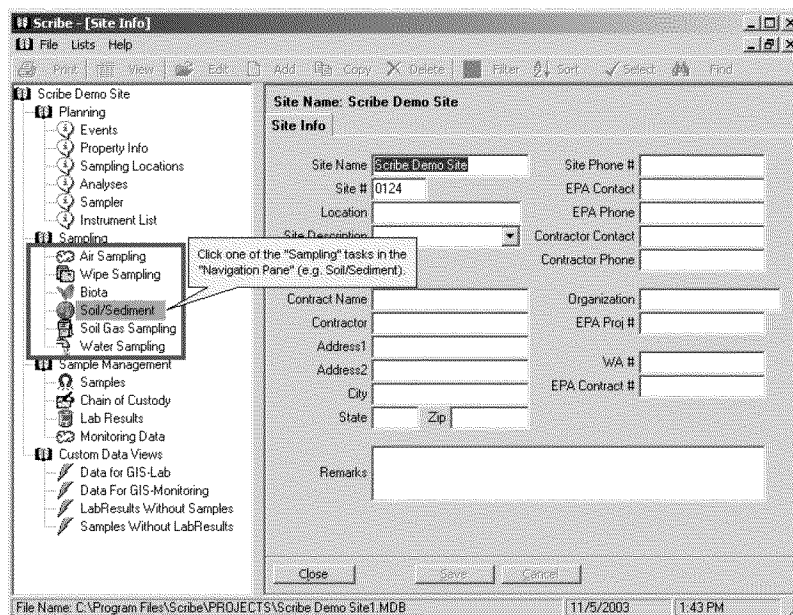 Scribe - [Site Info]
File Lists Help
Print View Edit Add Copy Delete Filter Sort Select Find
Scribe Demo Site
Planning
Events
Property Info
Sampling Locations
Analyses
Sampler
Instrument List
Sampling
Air Sampling
Wipe Sampling
Biota
Soil/Sediment
Soil Gas Sampling
Water Sampling
Sample Management
Samples
Chain of Custody
Lab Results
Monitoring Data
Custom Data Views
Data for GIS-Lab
Data For GIS-Monitoring
LabResults Without Samples
Samples Without LabResults
Click one of the "Sampling" tasks in the
"Navigation Pane" (e.g. Soil/Sediment).
Site Name: Scribe Demo Site
Site Info
Site Name Scribe Demo Site
Site # 0124
Location
Site Description
Contract Name
Contractor
Address1
Address2
City
State Zip
Site Phone #
EPA Contact
EPA Phone
Contractor Contact
Contractor Phone
Organization
EPA Proj #
WA #
EPA Contract #
Remarks
Close Save Cancel
File Name: C:\Program Files\Scribe\PROJECTS\Scribe Demo Site1.MDB 11/5/2003 1:43 PM